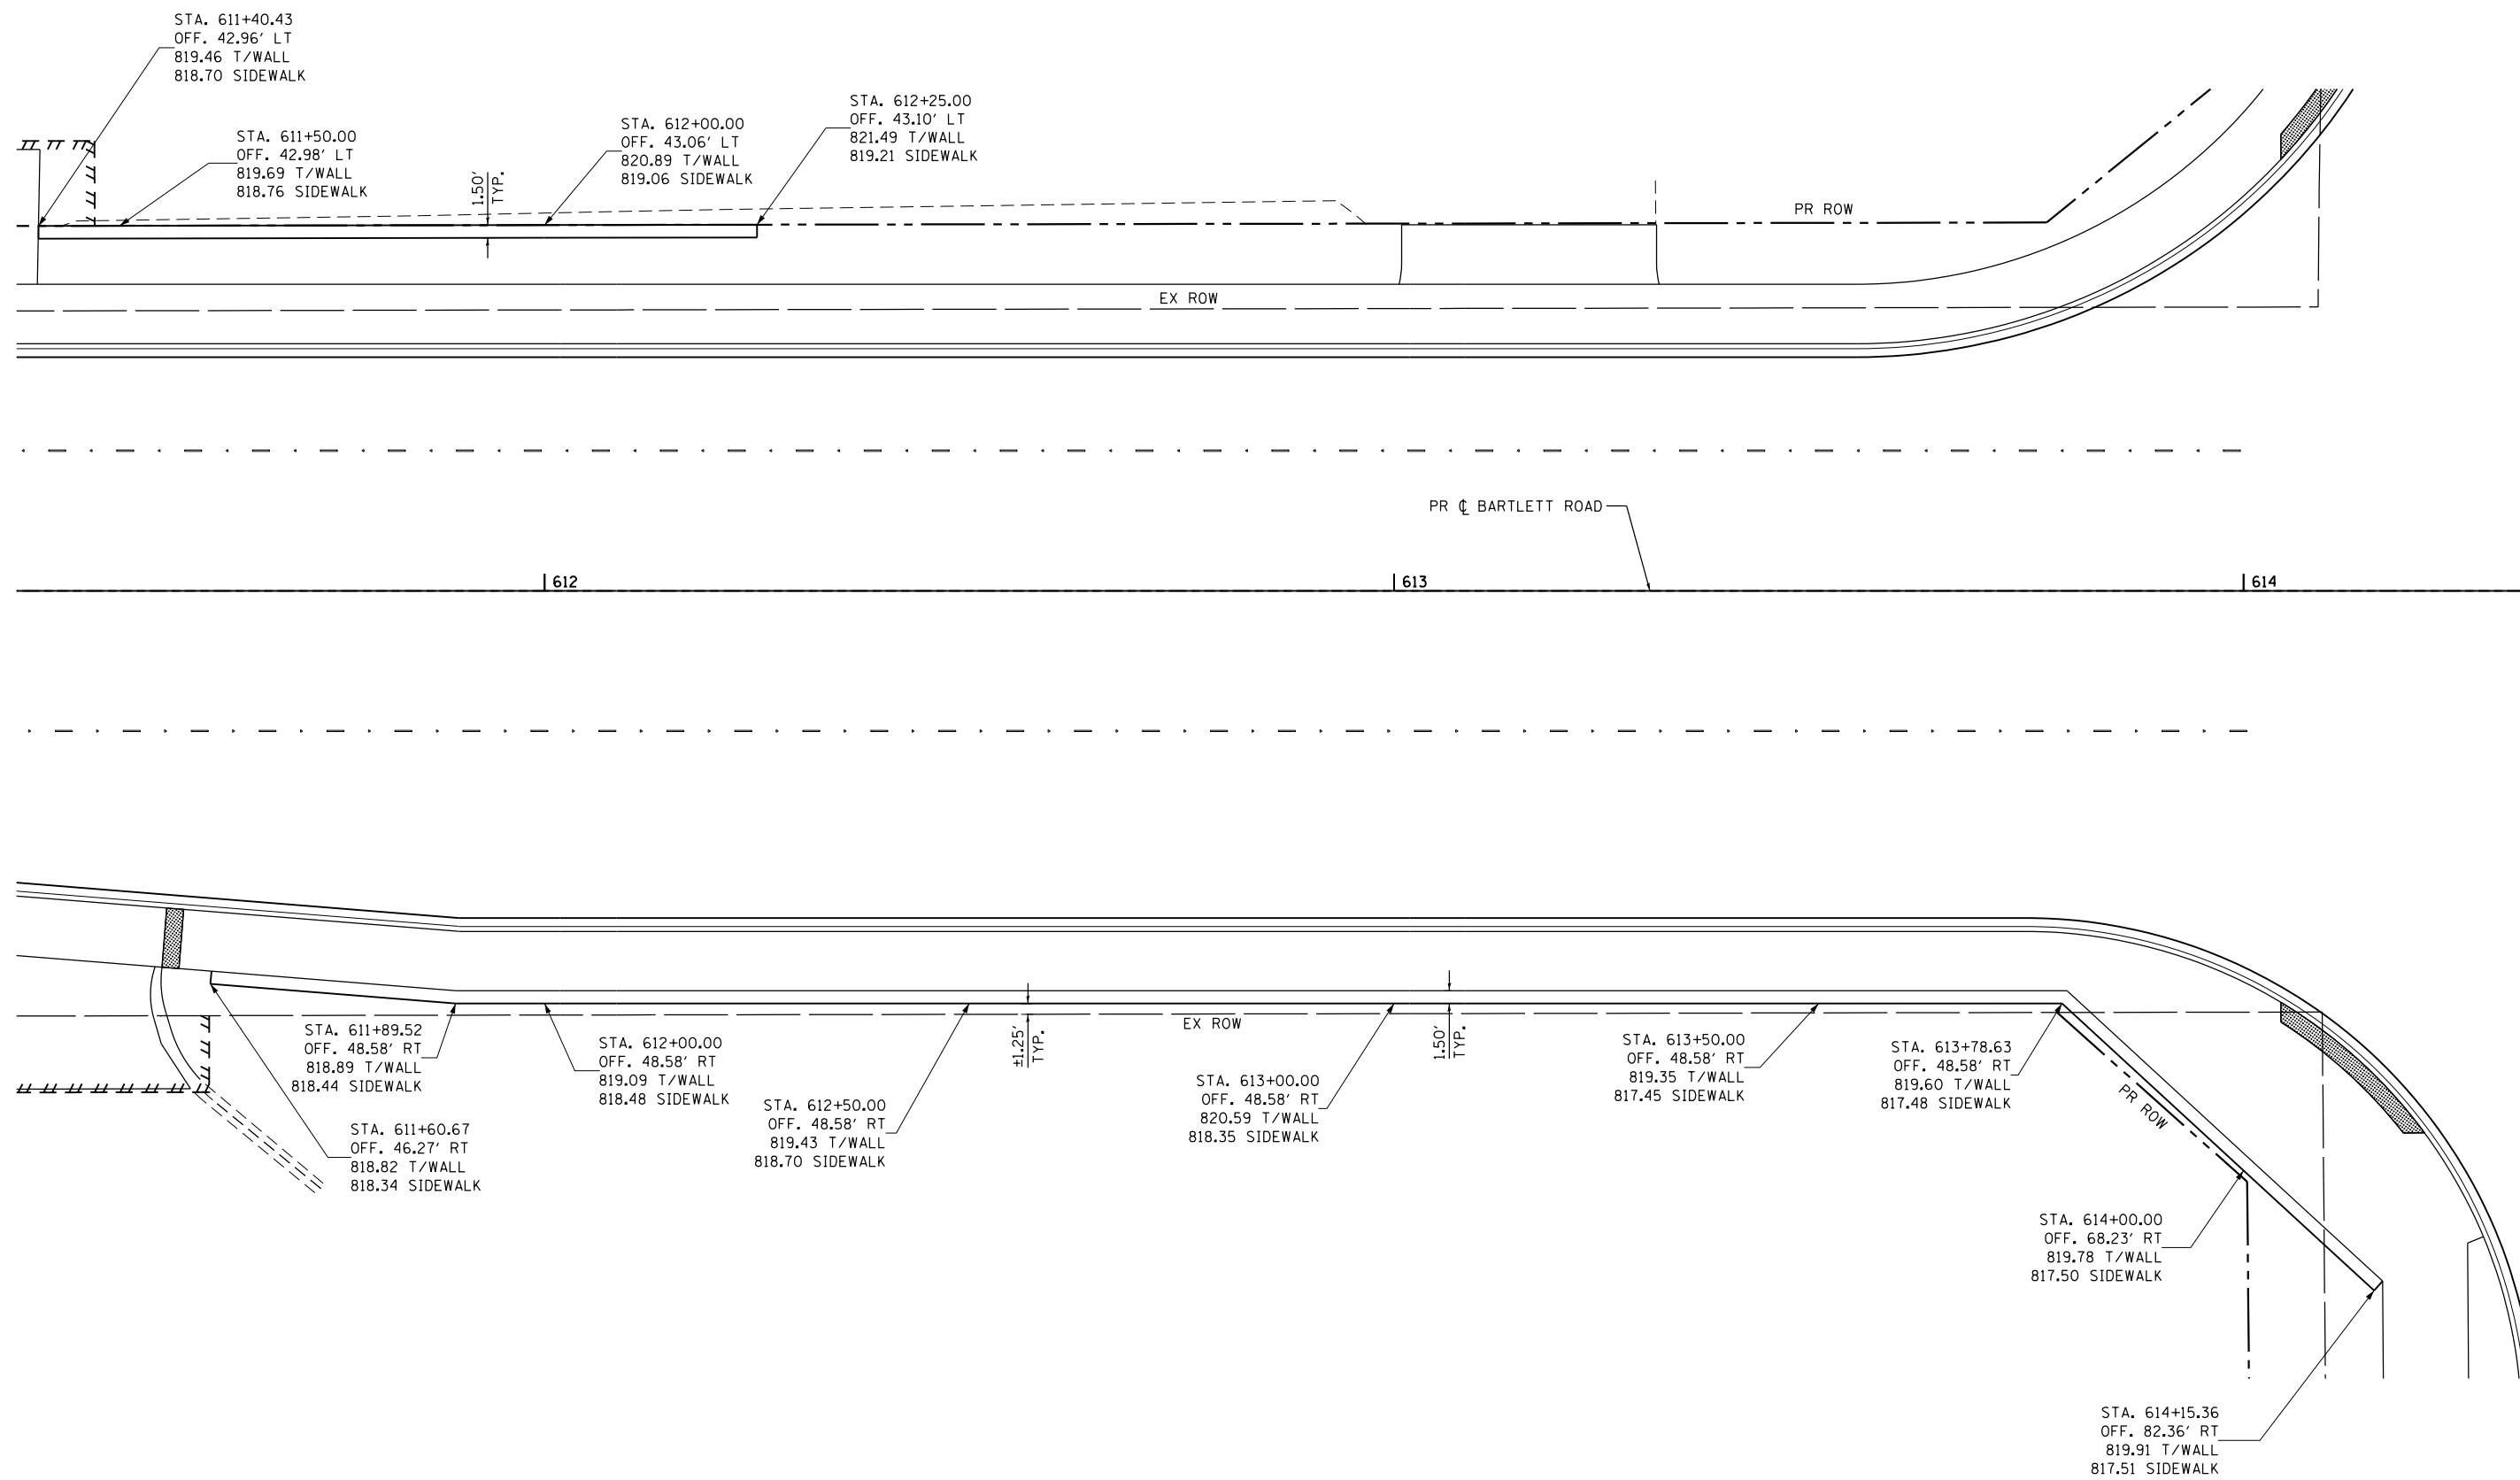 STA. 611+40.43
OFF. 42.96' LT
819.46 T/WALL
818.70 SIDEWALK
STA. 611+50.00
OFF. 42.98' LT
819.69 T/WALL
818.76 SIDEWALK
1.50'
TYP.
STA. 612+00.00
OFF. 43.06' LT
820.89 T/WALL
819.06 SIDEWALK
STA. 612+25.00
OFF. 43.10' LT
821.49 T/WALL
819.21 SIDEWALK
PR ROW
EX ROW
PR ℄ BARTLETT ROAD
612
613
614
STA. 611+89.52
OFF. 48.58' RT
818.89 T/WALL
818.44 SIDEWALK
STA. 611+60.67
OFF. 46.27' RT
818.82 T/WALL
818.34 SIDEWALK
STA. 612+00.00
OFF. 48.58' RT
819.09 T/WALL
818.48 SIDEWALK
STA. 612+50.00
OFF. 48.58' RT
819.43 T/WALL
818.70 SIDEWALK
±1.25'
TYP.
EX ROW
STA. 613+00.00
OFF. 48.58' RT
820.59 T/WALL
818.35 SIDEWALK
1.50'
TYP.
STA. 613+50.00
OFF. 48.58' RT
819.35 T/WALL
817.45 SIDEWALK
STA. 613+78.63
OFF. 48.58' RT
819.60 T/WALL
817.48 SIDEWALK
PR ROW
STA. 614+00.00
OFF. 68.23' RT
819.78 T/WALL
817.50 SIDEWALK
STA. 614+15.36
OFF. 82.36' RT
819.91 T/WALL
817.51 SIDEWALK